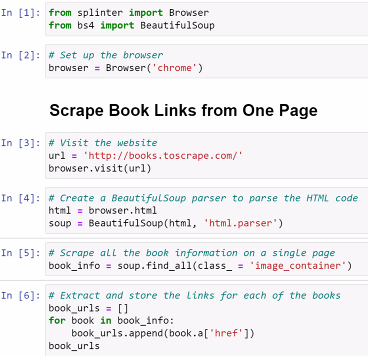 In [1]: from splinter import Browser
from bs4 import BeautifulSoup
In [2]: # Set up the browser
browser = Browser('chrome')
Scrape Book Links from One Page
In [3]: # Visit the website
url = 'http://books.toscrape.com/'
browser.visit(url)
In [4]: # Create a BeautifulSoup parser to parse the HTML code
html = browser.html
soup = BeautifulSoup(html, 'html.parser')
In [5]: # Scrape all the book information on a single page
book_info = soup.find_all(class_ = 'image_container')
In [6]: # Extract and store the links for each of the books
book_urls = []
for book in book_info:
    book_urls.append(book.a['href'])
book_urls